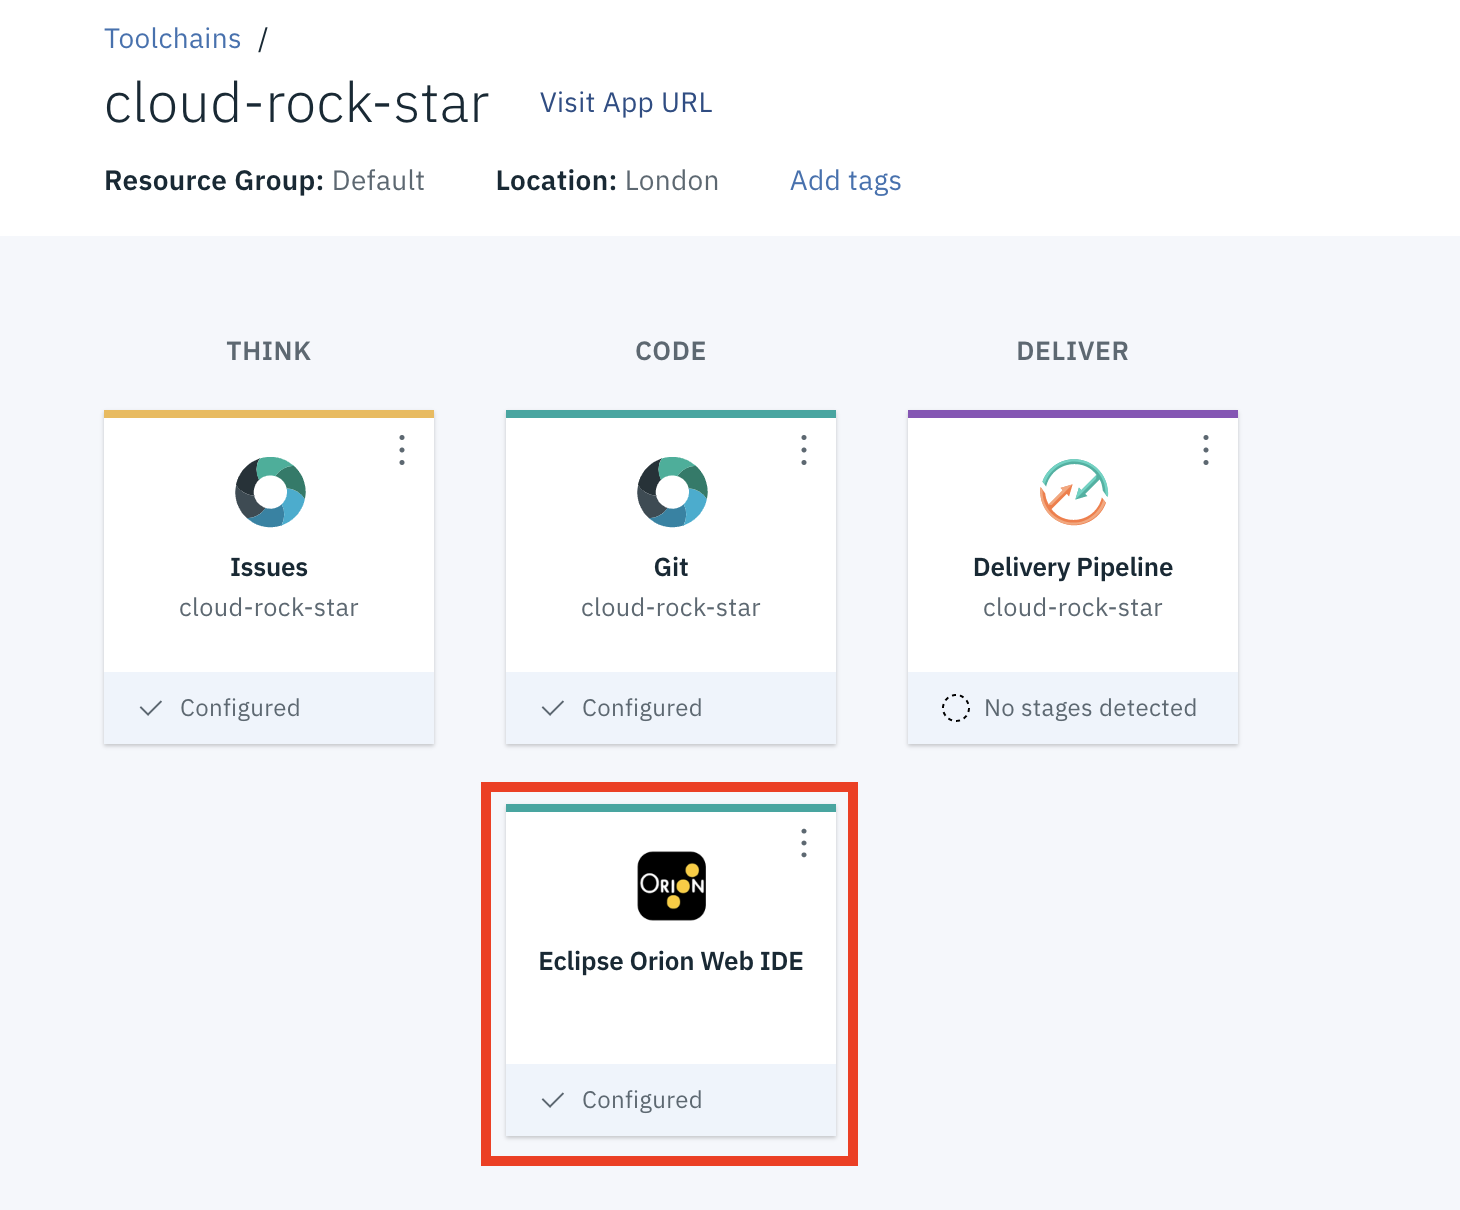 Toolchains /
cloud-rock-star Visit App URL
Resource Group: Default Location: London Add tags
THINK CODE DELIVER
Issues
cloud-rock-star
Configured
Git
cloud-rock-star
Configured
Delivery Pipeline
cloud-rock-star
No stages detected
ORION
Eclipse Orion Web IDE
Configured